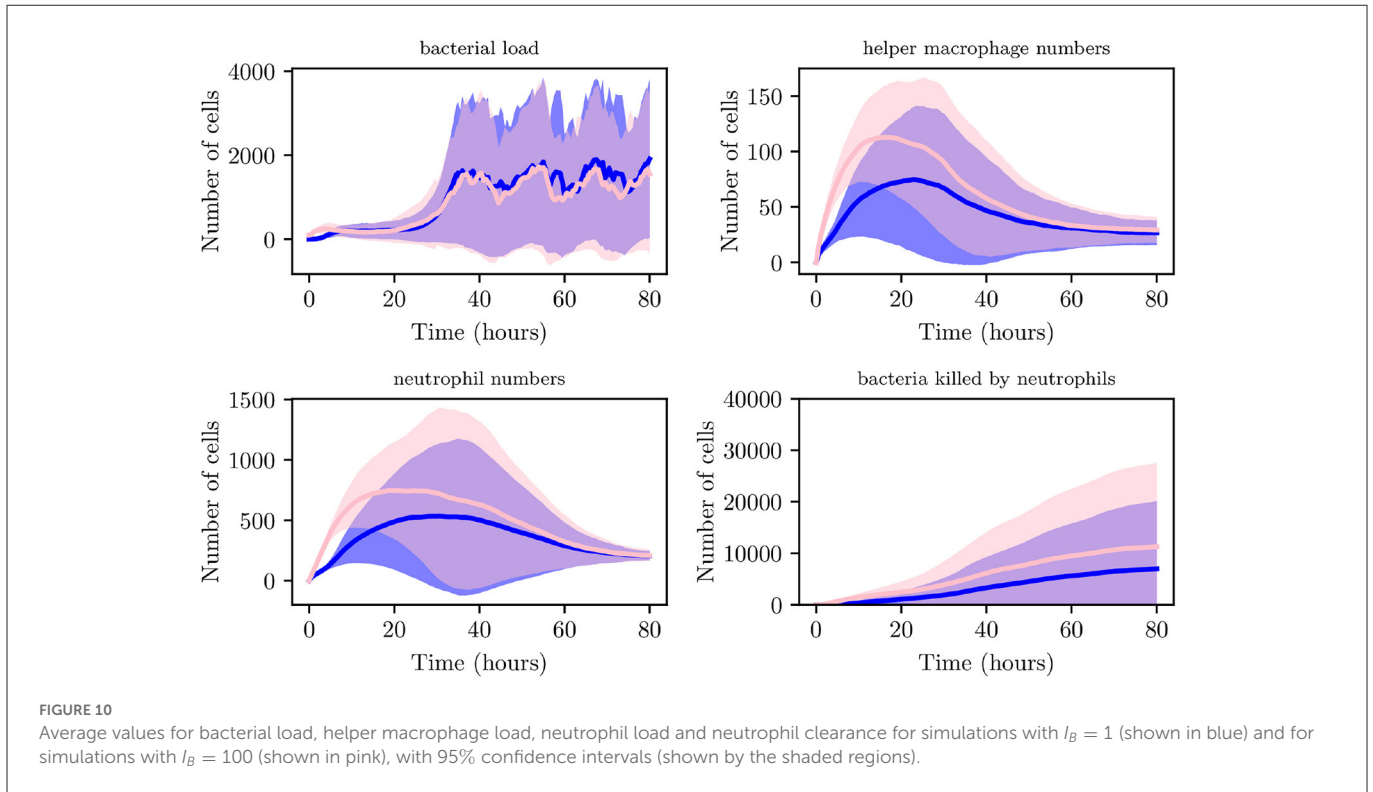 bacterial load
4000
2000
0
Number of cells
0 20 40 60 80
Time (hours)
helper macrophage numbers
150
100
50
0
Number of cells
0 20 40 60 80
Time (hours)
neutrophil numbers
1500
1000
500
0
Number of cells
0 20 40 60 80
Time (hours)
bacteria killed by neutrophils
40000
30000
20000
10000
0
Number of cells
0 20 40 60 80
Time (hours)
FIGURE 10
Average values for bacterial load, helper macrophage load, neutrophil load and neutrophil clearance for simulations with I_B = 1 (shown in blue) and for
simulations with I_B = 100 (shown in pink), with 95% confidence intervals (shown by the shaded regions).